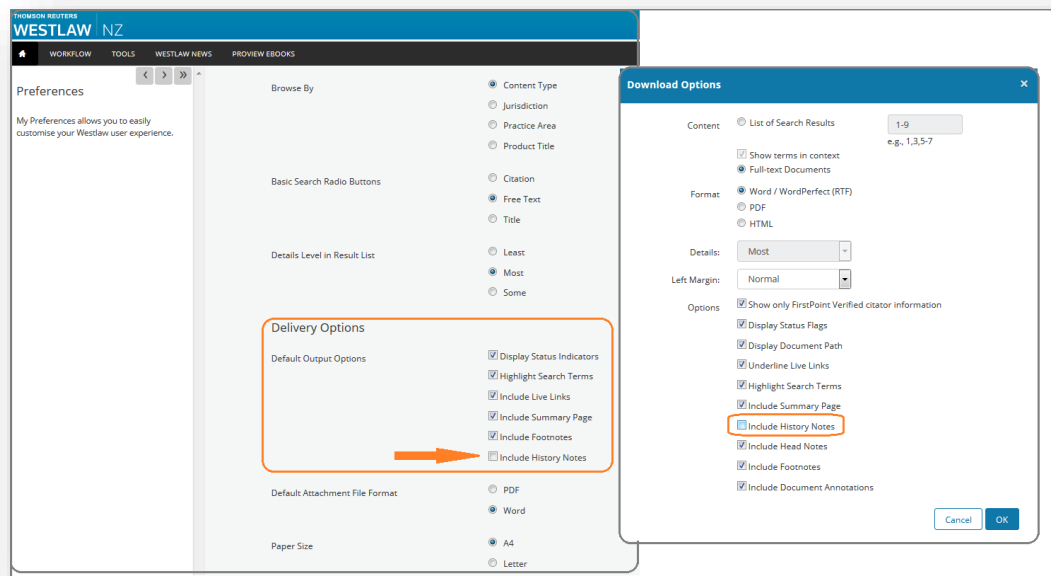 THOMSON REUTERS
WESTLAW NZ
WORKFLOW TOOLS WESTLAW NEWS PROVIEW EBOOKS
Preferences
My Preferences allows you to easily
customise your Westlaw user experience.
Browse By
Content Type
Jurisdiction
Practice Area
Product Title
Basic Search Radio Buttons
Citation
Free Text
Title
Details Level in Result List
Least
Most
Some
Delivery Options
Default Output Options
Display Status Indicators
Highlight Search Terms
Include Live Links
Include Summary Page
Include Footnotes
Include History Notes
Default Attachment File Format
PDF
Word
Paper Size
A4
Letter
Download Options
Content
List of Search Results
1-9
e.g., 1,3,5-7
Show terms in context
Full-text Documents
Format
Word / WordPerfect (RTF)
PDF
HTML
Details:
Most
Left Margin:
Normal
Options
Show only FirstPoint Verified citator information
Display Status Flags
Display Document Path
Underline Live Links
Highlight Search Terms
Include Summary Page
Include History Notes
Include Head Notes
Include Footnotes
Include Document Annotations
Cancel OK